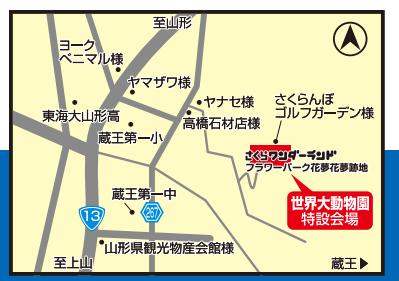 至山形
ヨーク
ベニマル様
ヤマザワ様
東海大山形高
蔵王第一小
ヤナセ様
高橋石材店様
さくらんぼ
ゴルフガーデン様
さくらワンダーランド
フラワーパーク花夢花夢跡地
世界大動物園
特設会場
蔵王第一中
13
267
山形県観光物産会館様
至上山
蔵王▶